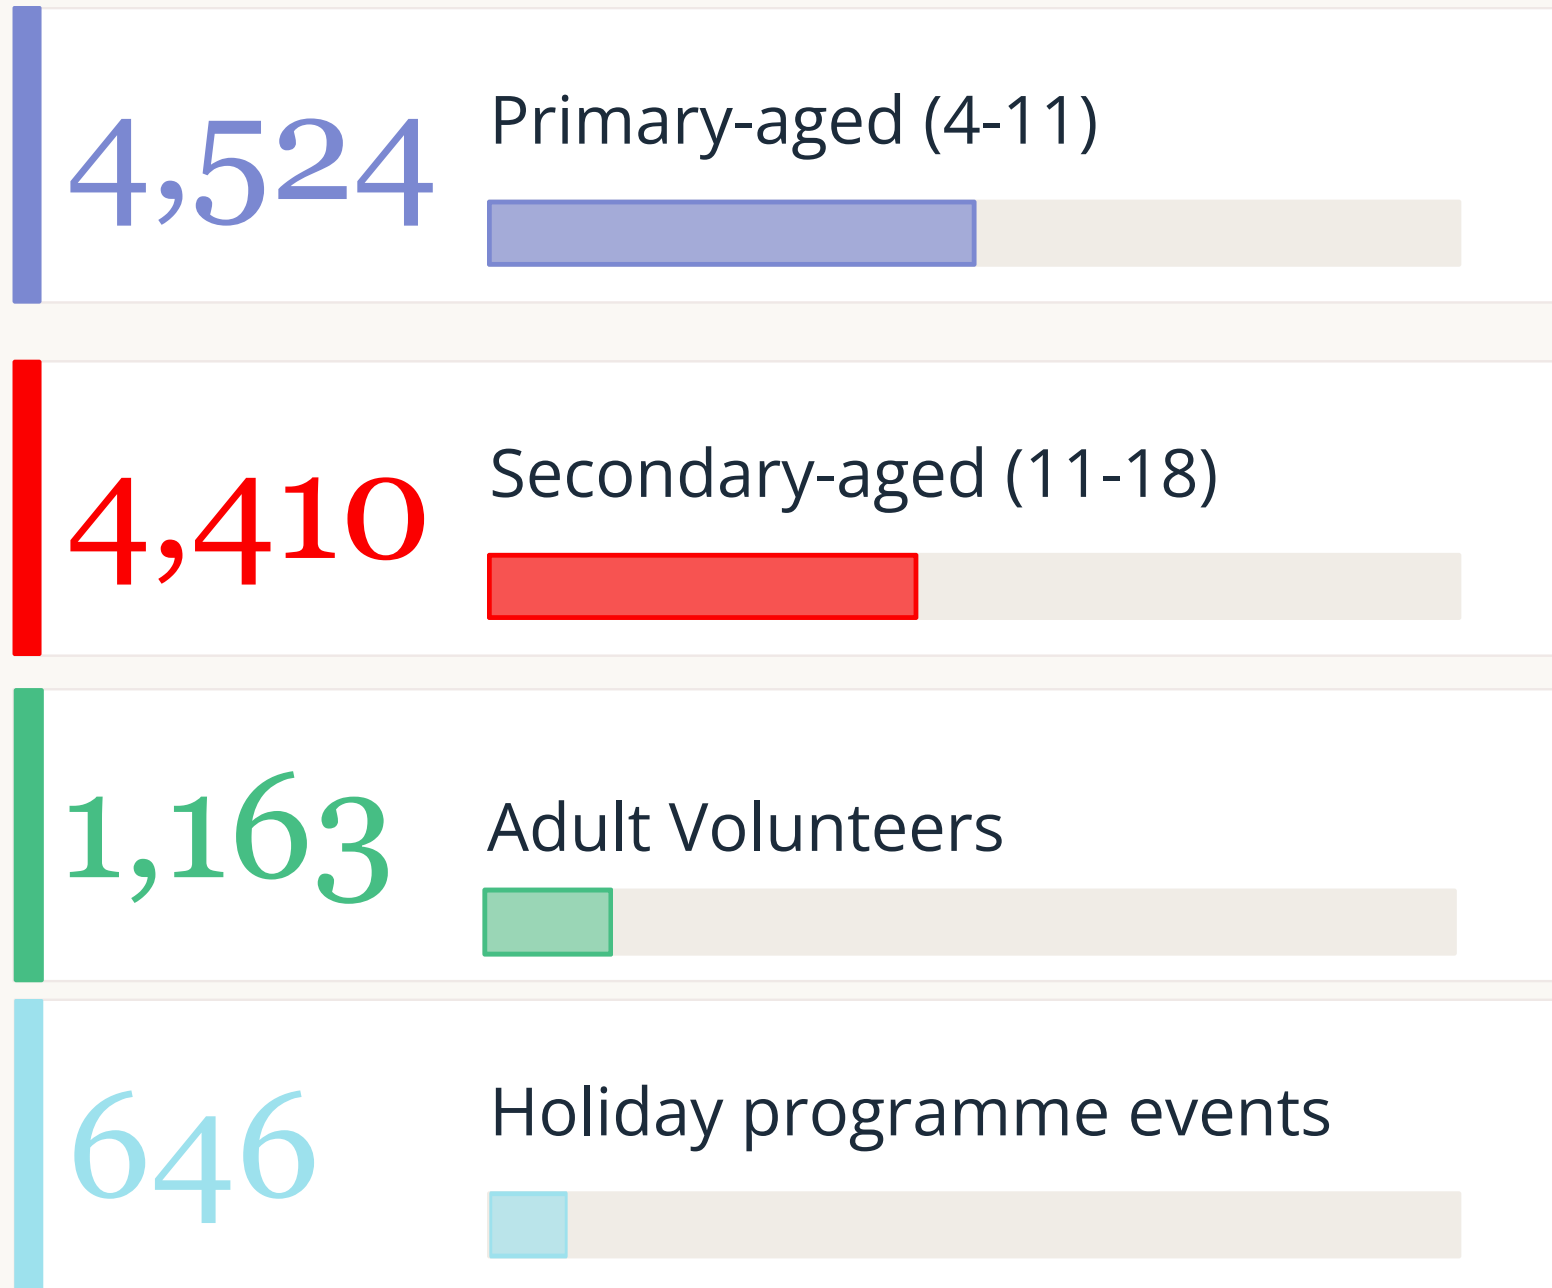 4,524
Primary-aged (4-11)
4,410
Secondary-aged (11-18)
1,163
Adult Volunteers
646
Holiday programme events